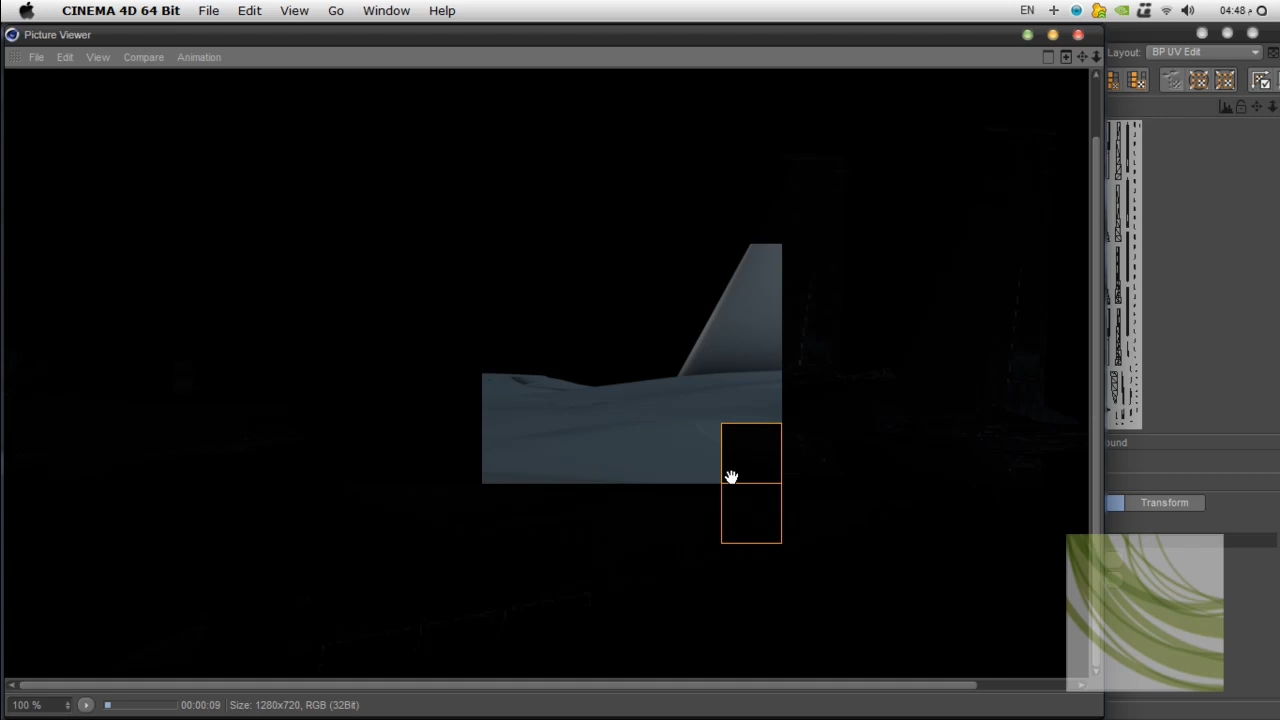 CINEMA 4D 64 Bit File Edit View Go Window Help EN 04:48 م
Picture Viewer
Layout: BP UV Edit
File Edit View Compare Animation
ound
Transform
100 % 00:00:09 Size: 1280x720, RGB (32Bit)